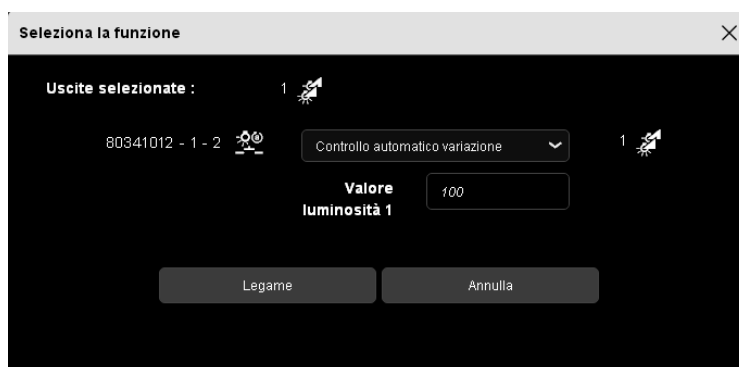 Seleziona la funzione
Uscite selezionate : 1
80341012 - 1 - 2 Controllo automatico variazione 1
Valore
luminosità 1 100
Legame Annulla